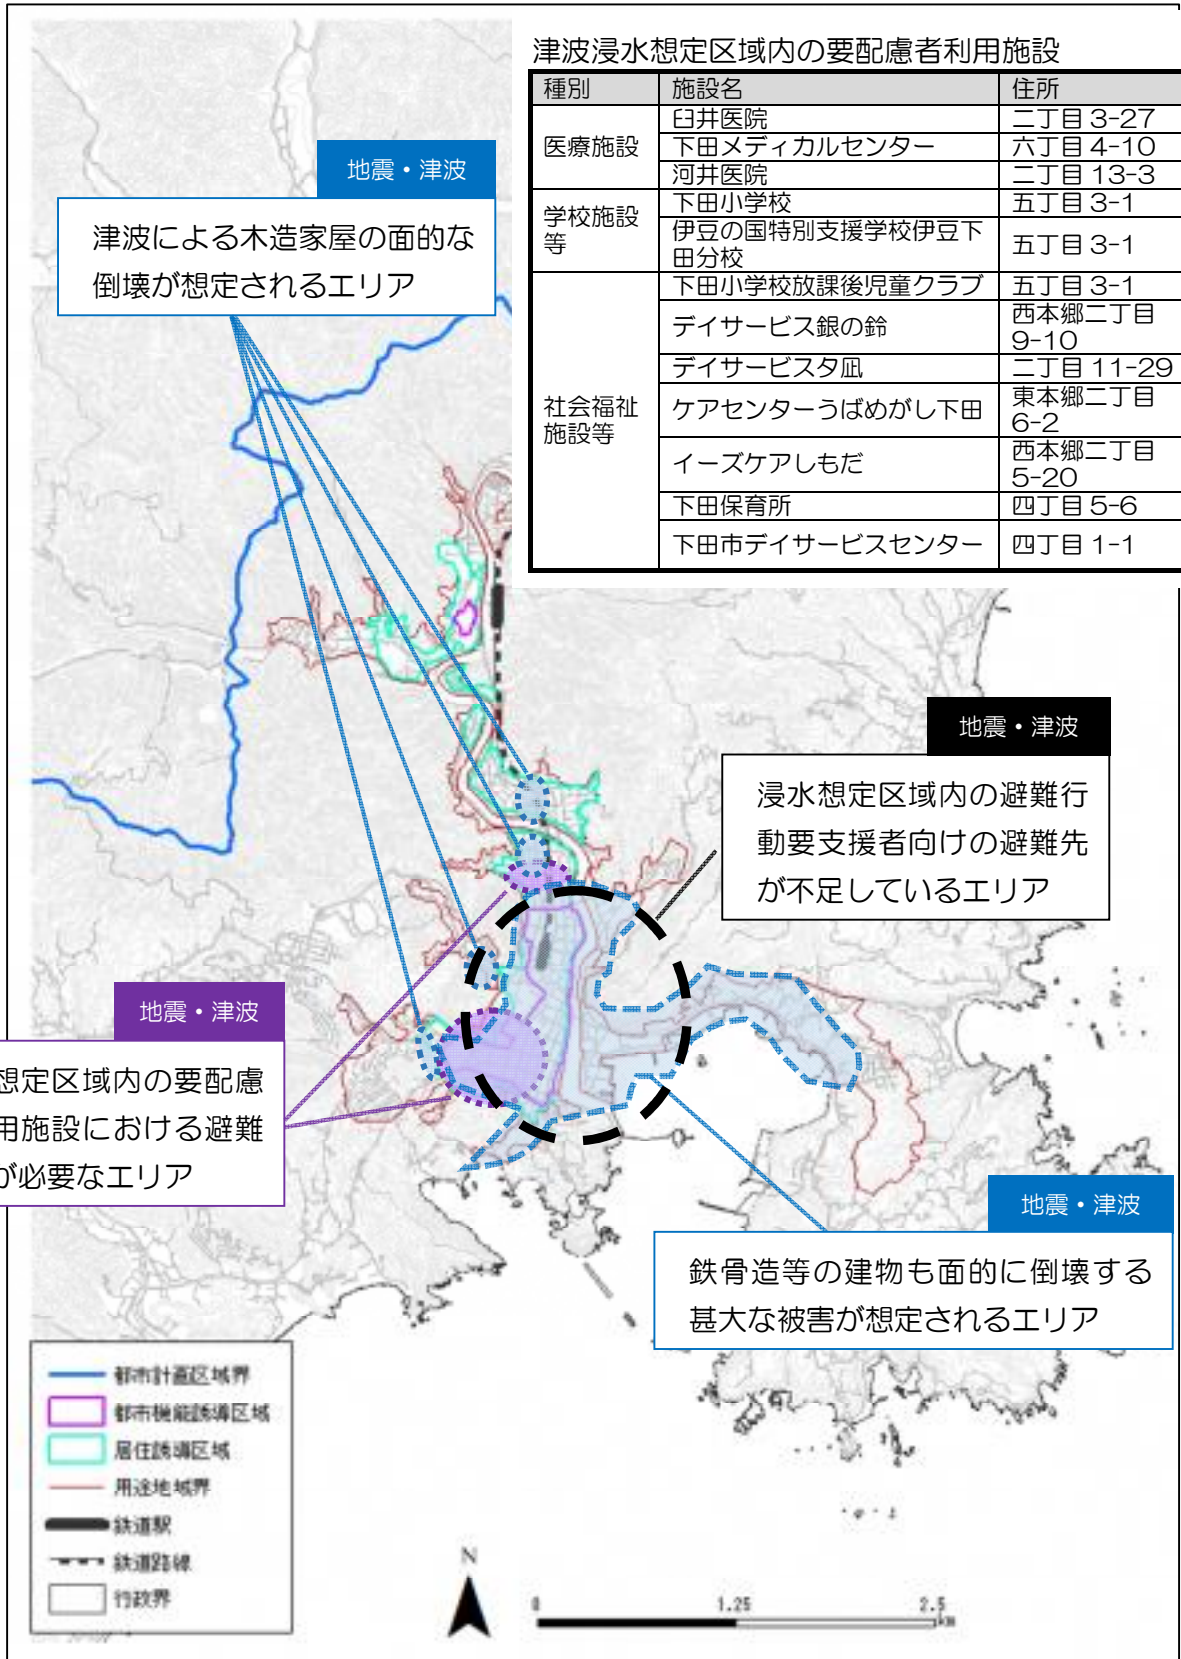 津波浸水想定区域内の要配慮者利用施設
種別 施設名 住所
医療施設 臼井医院 二丁目3-27
下田メディカルセンター 六丁目4-10
河井医院 二丁目13-3
学校施設等 下田小学校 五丁目3-1
伊豆の国特別支援学校伊豆下田分校 五丁目3-1
社会福祉施設等 下田小学校放課後児童クラブ 五丁目3-1
デイサービス銀の鈴 西本郷二丁目9-10
デイサービス夕凪 二丁目11-29
ケアセンターうばめがし下田 東本郷二丁目6-2
イーズケアしもだ 西本郷二丁目5-20
下田保育所 四丁目5-6
下田市デイサービスセンター 四丁目1-1
地震・津波
津波による木造家屋の面的な
倒壊が想定されるエリア
地震・津波
浸水想定区域内の避難行
動要支援者向けの避難先
が不足しているエリア
地震・津波
想定区域内の要配慮
用施設における避難
が必要なエリア
地震・津波
鉄骨造等の建物も面的に倒壊する
甚大な被害が想定されるエリア
都市計画区域界
都市機能誘導区域
居住誘導区域
用途地域界
鉄道駅
鉄道路線
行政界
N
0 1.25 2.5
km